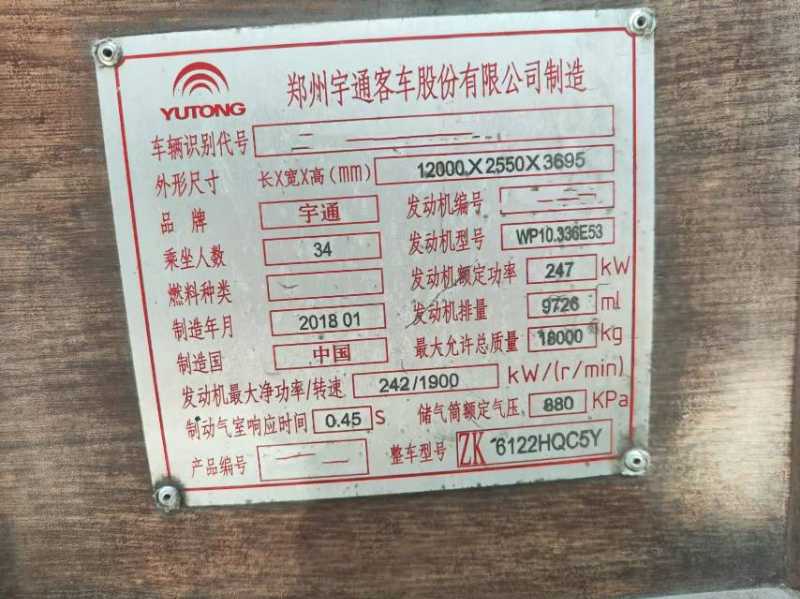 YUTONG
郑州宇通客车股份有限公司制造
车辆识别代号
外形尺寸 长X宽X高(mm) 12000X2550X3695
品牌 宇通 发动机编号
乘坐人数 34 发动机型号 WP10.336E53
燃料种类 发动机额定功率 247 kW
制造年月 2018 01 发动机排量 9726 ml
制造国 中国 最大允许总质量 18000 kg
发动机最大净功率/转速 242/1900 kW/(r/min)
制动气室响应时间 0.45 S 储气筒额定气压 880 KPa
产品编号 整车型号 ZK 6122HQC5Y